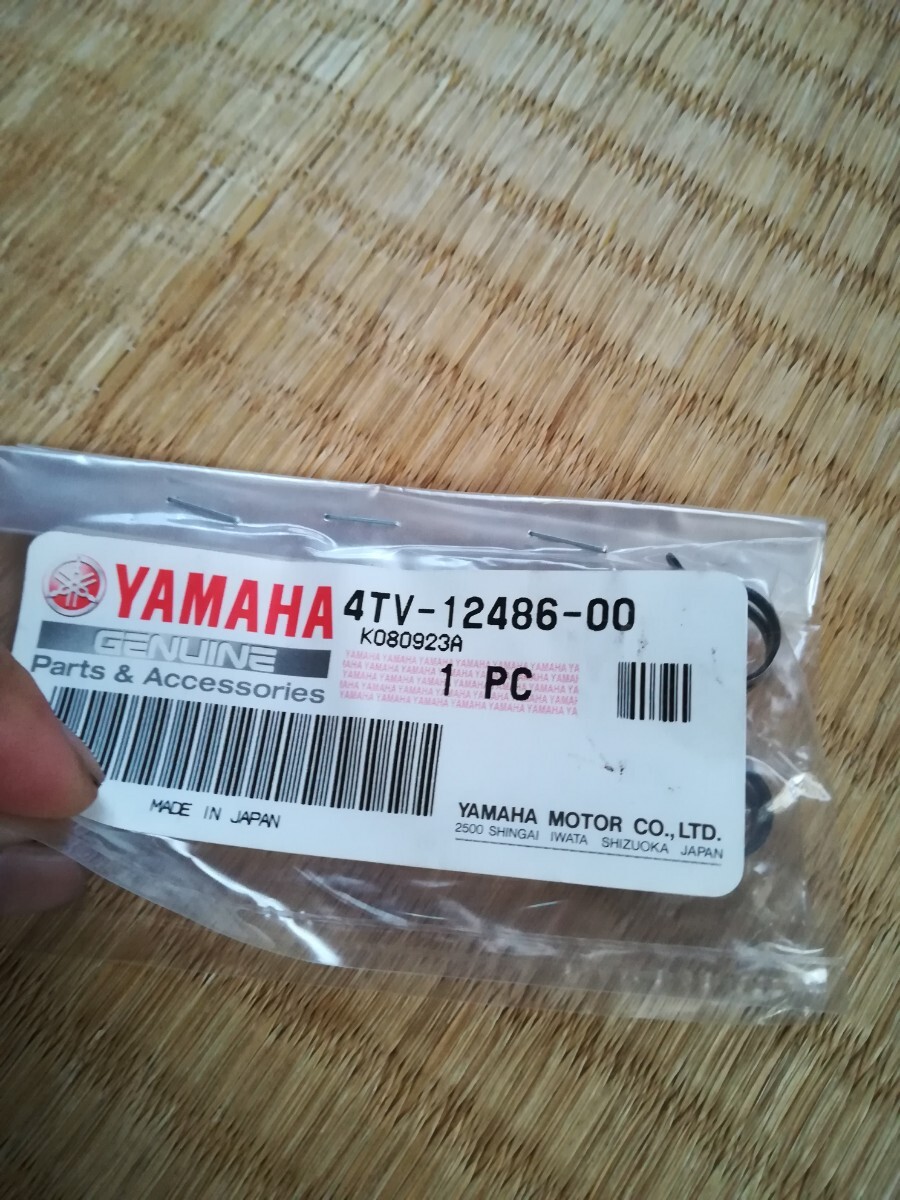 YAMAHA 4TV-12486-00
GENUINE K080923A
Parts & Accessories 1 PC
MADE IN JAPAN
YAMAHA MOTOR CO.,LTD.
2500 SHINGAI IWATA SHIZUOKA JAPAN